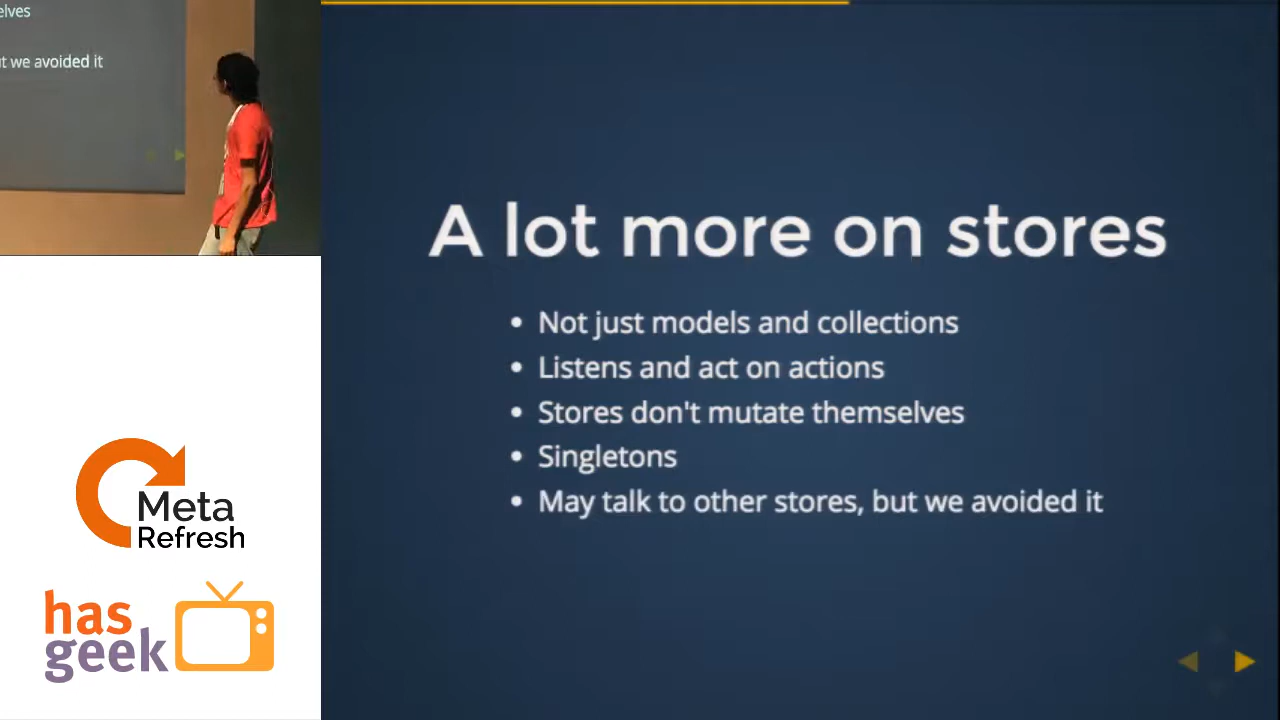 elves
t we avoided it
A lot more on stores
• Not just models and collections
• Listens and act on actions
• Stores don't mutate themselves
• Singletons
• May talk to other stores, but we avoided it
Meta
Refresh
has
geek